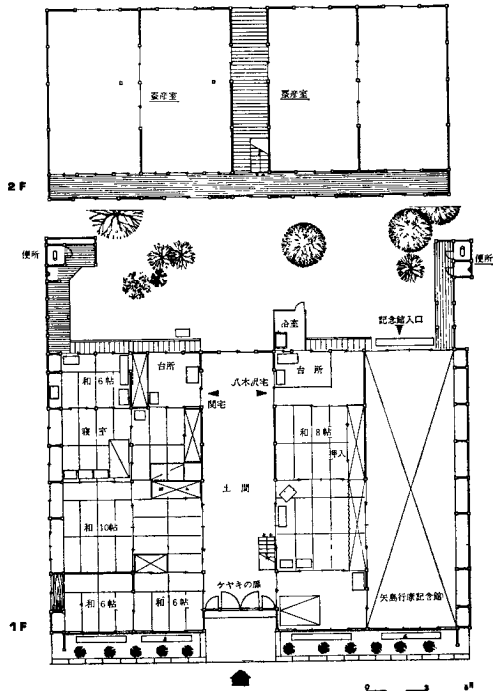 蚕産室
蚕産室
2F
便所
便所
浴室
記念館入口
台所
八木沢宅
台所
和 6帖
関宅
寝室
和 8帖
押入
土間
和 10帖
ケヤキの扉
矢島行康記念館
和 6帖
和 6帖
1F
0